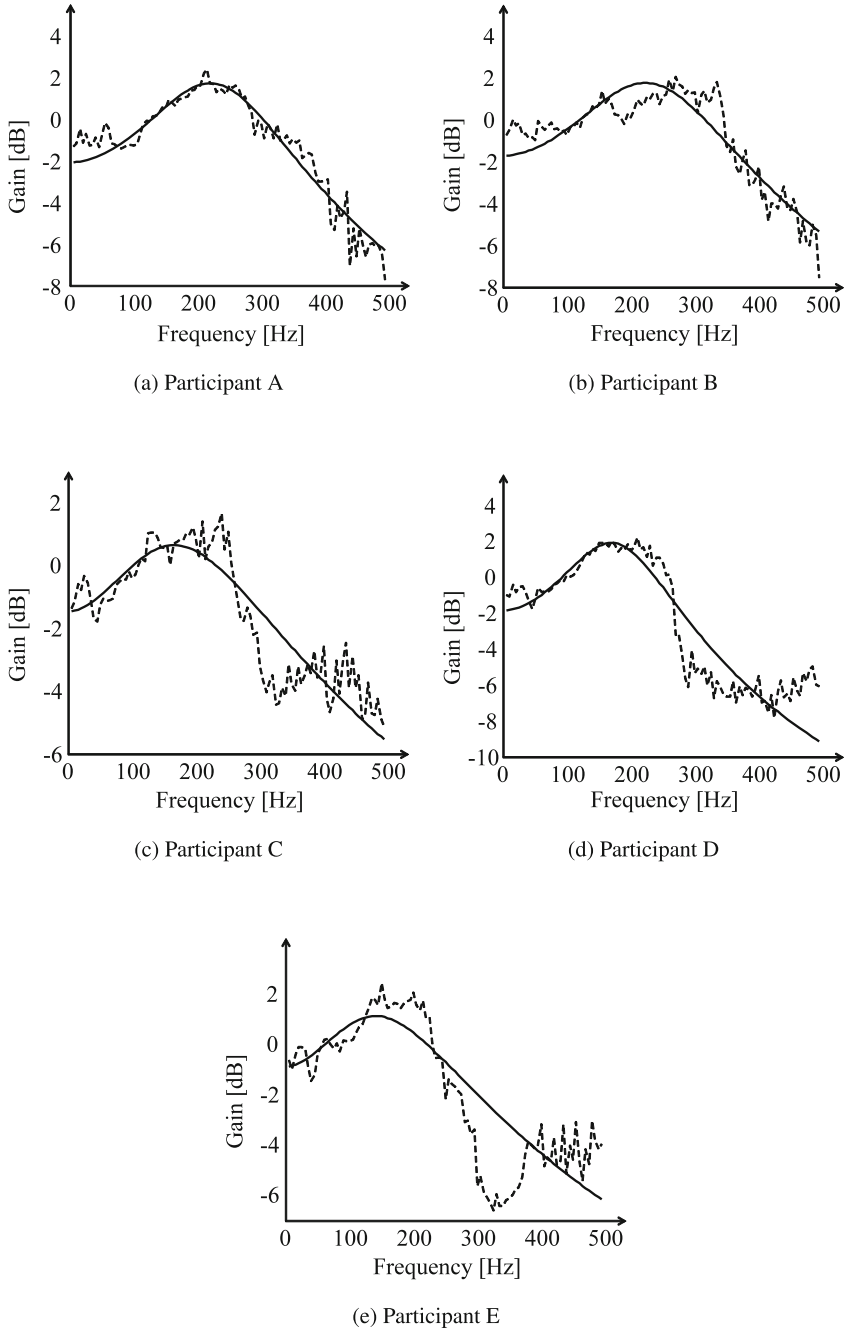 4
2
0
-2
-4
-6
-8
Gain [dB]
0 100 200 300 400 500
Frequency [Hz]
(a) Participant A
4
2
0
-2
-4
-6
-8
Gain [dB]
0 100 200 300 400 500
Frequency [Hz]
(b) Participant B
2
0
-2
-4
-6
Gain [dB]
0 100 200 300 400 500
Frequency [Hz]
(c) Participant C
4
2
0
-2
-4
-6
-8
-10
Gain [dB]
0 100 200 300 400 500
Frequency [Hz]
(d) Participant D
2
0
-2
-4
-6
Gain [dB]
0 100 200 300 400 500
Frequency [Hz]
(e) Participant E